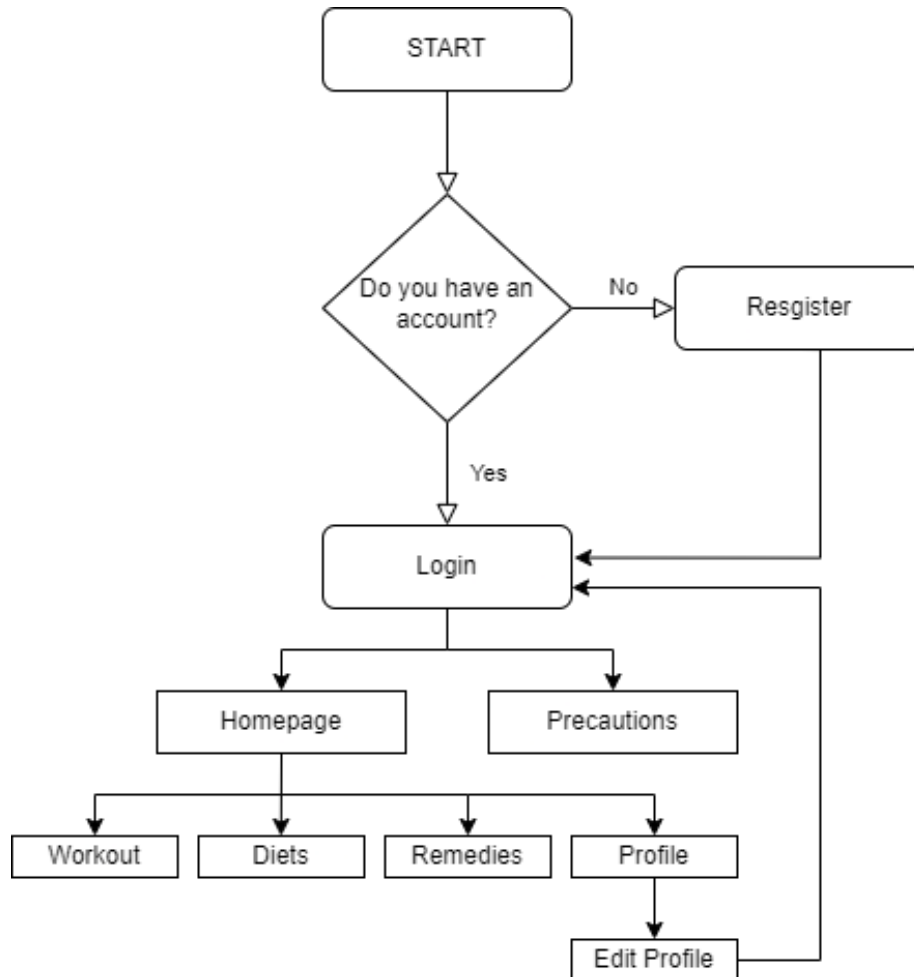 START
Do you have an
account?
No
Resgister
Yes
Login
Homepage
Precautions
Workout
Diets
Remedies
Profile
Edit Profile